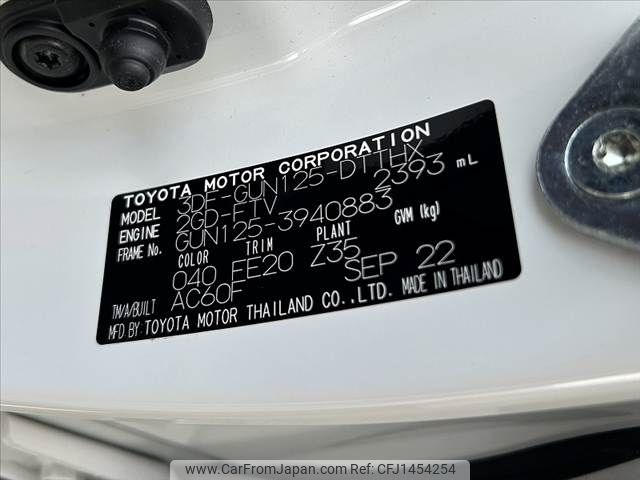 TOYOTA MOTOR CORPORATION
MODEL 3DF-GUN125-DTTHX
ENGINE 2GD-FTV 2393 mL
FRAME No. GUN125-3940883
COLOR TRIM PLANT GVM (kg)
040 FE20 Z35
TM/A/BUILT AC60F SEP 22
MFD BY: TOYOTA MOTOR THAILAND CO.,LTD. MADE IN THAILAND
www.CarFromJapan.com | Stock ID: CFJ1454254